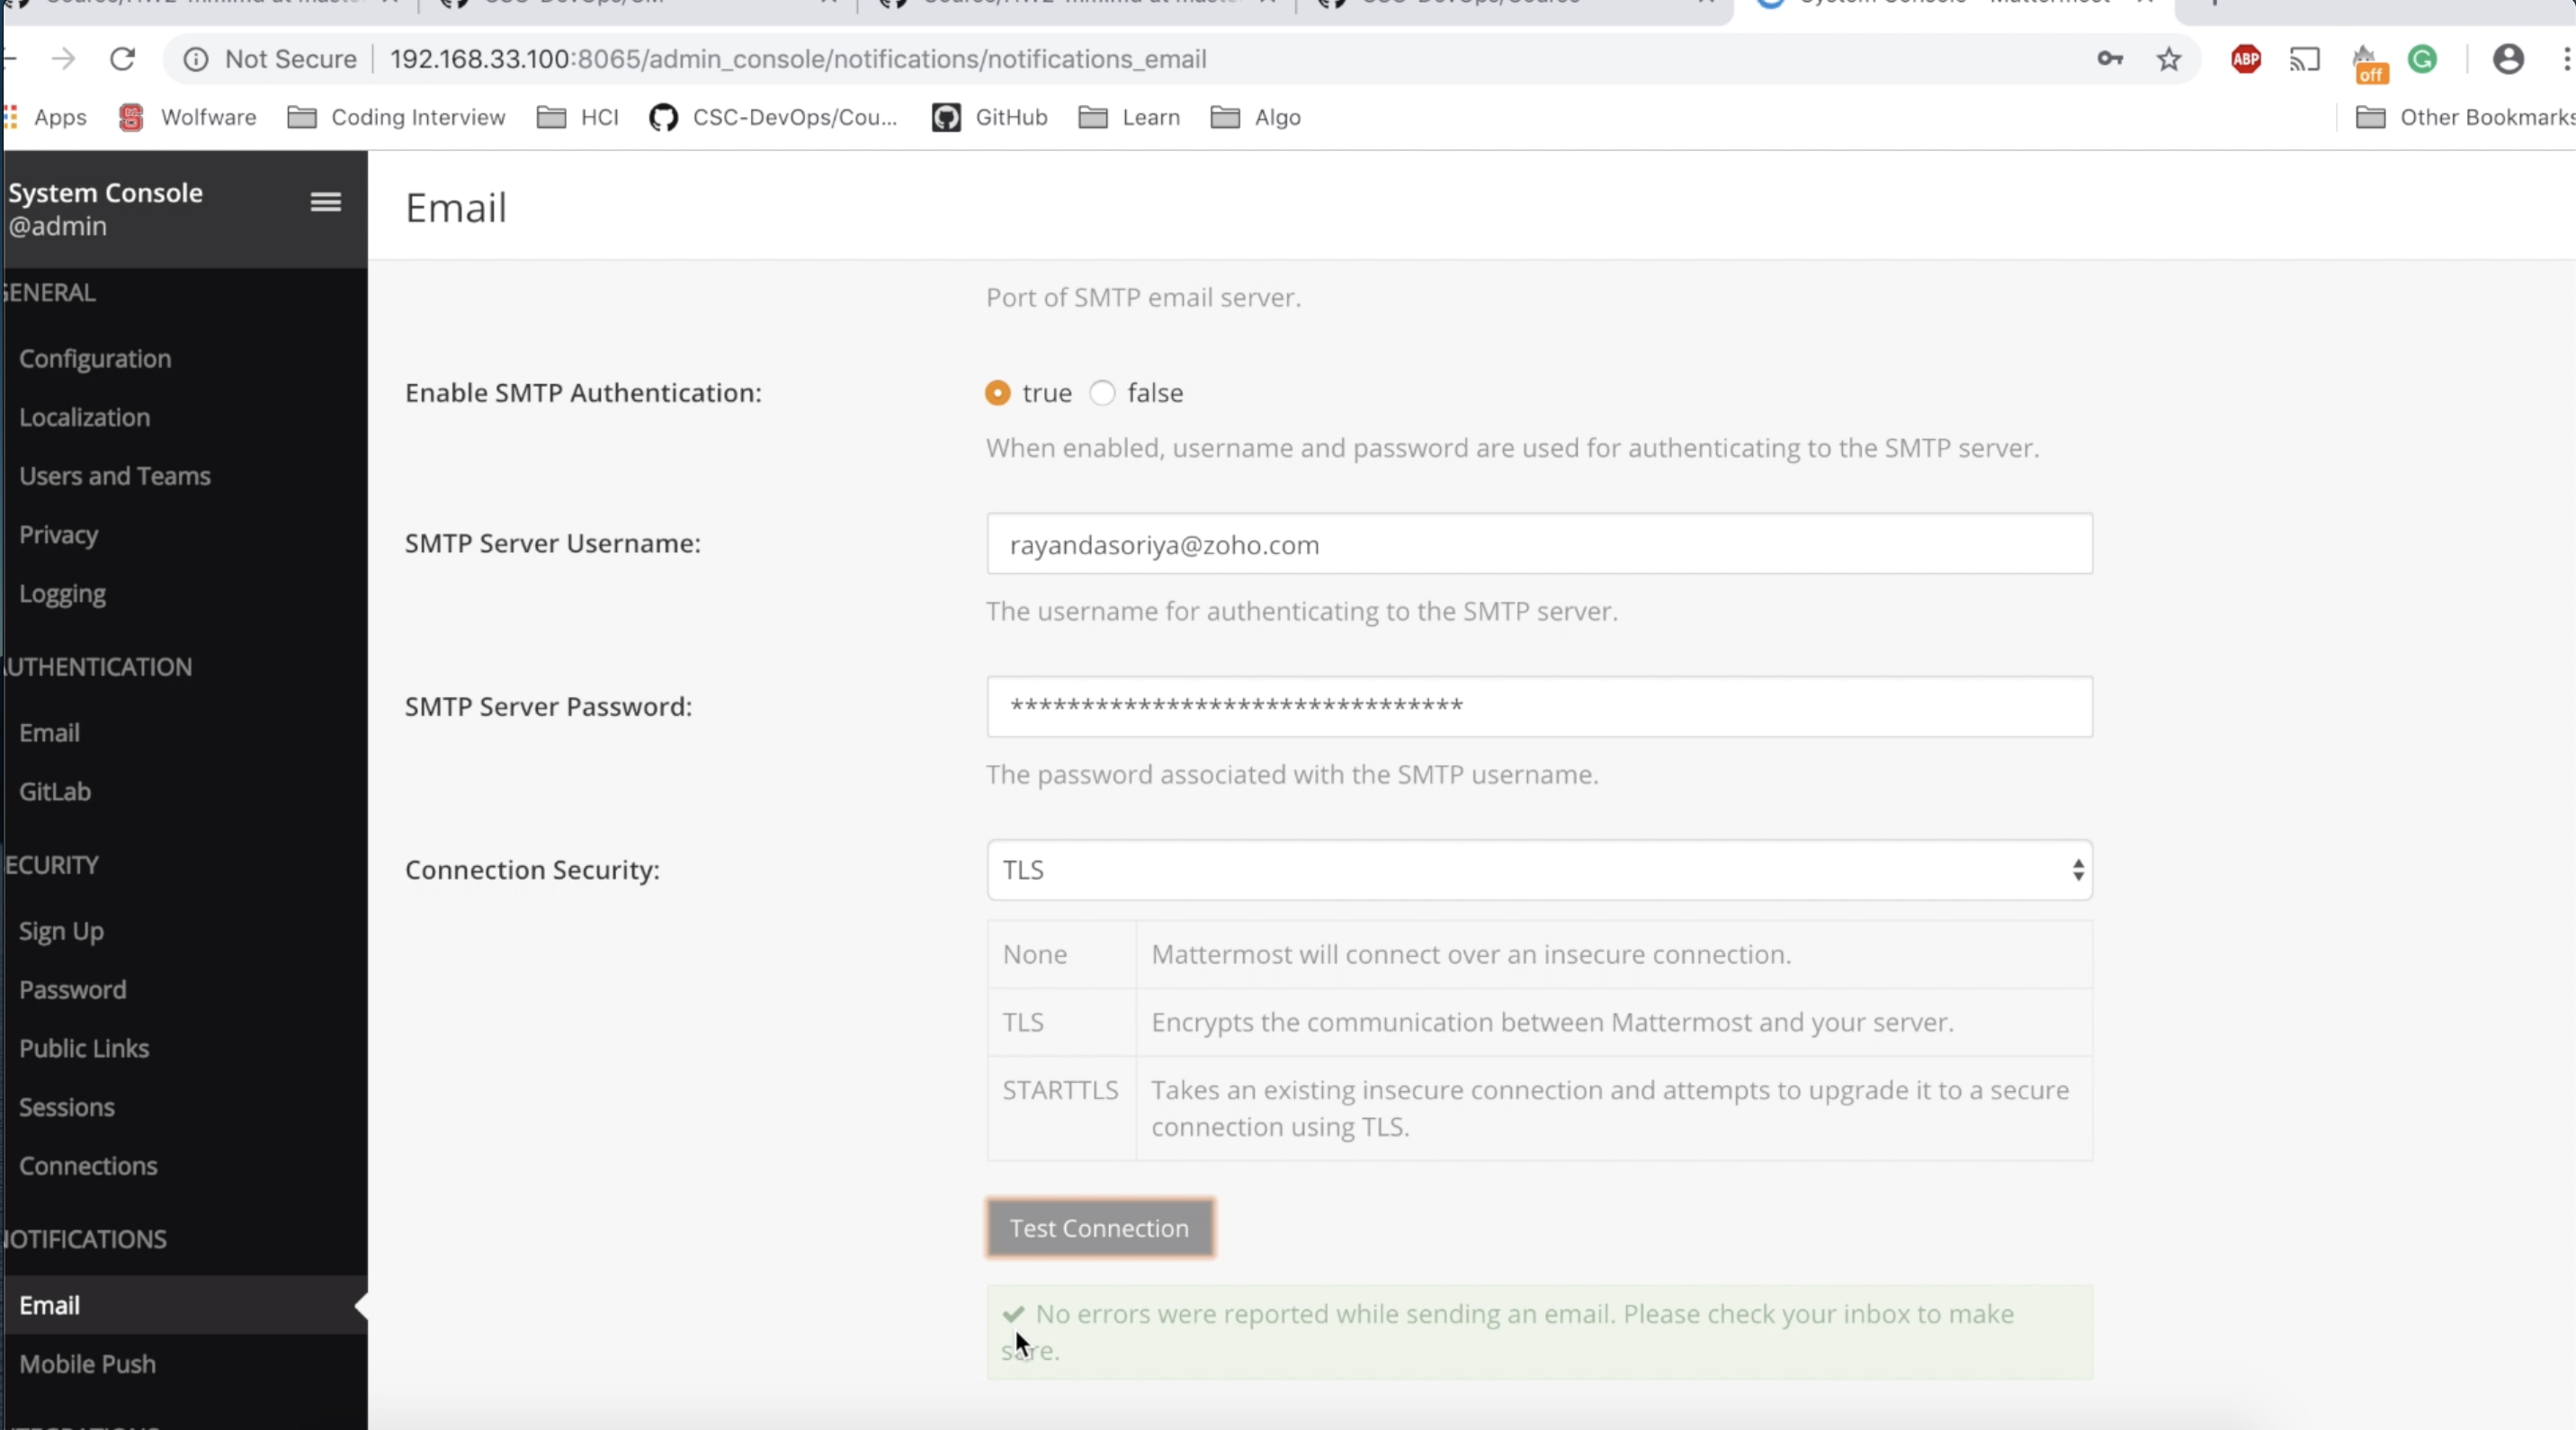 Not Secure 192.168.33.100:8065/admin_console/notifications/notifications_email
ABP
off
G
Apps Wolfware Coding Interview HCI CSC-DevOps/Cou... GitHub Learn Algo Other Bookmarks
System Console
@admin
Email
GENERAL
Configuration
Localization
Users and Teams
Privacy
Logging
AUTHENTICATION
Email
GitLab
SECURITY
Sign Up
Password
Public Links
Sessions
Connections
NOTIFICATIONS
Email
Mobile Push
Port of SMTP email server.
Enable SMTP Authentication: true false
When enabled, username and password are used for authenticating to the SMTP server.
SMTP Server Username: rayandasoriya@zoho.com
The username for authenticating to the SMTP server.
SMTP Server Password: ********************************
The password associated with the SMTP username.
Connection Security: TLS
None Mattermost will connect over an insecure connection.
TLS Encrypts the communication between Mattermost and your server.
STARTTLS Takes an existing insecure connection and attempts to upgrade it to a secure
connection using TLS.
Test Connection
No errors were reported while sending an email. Please check your inbox to make
sure.